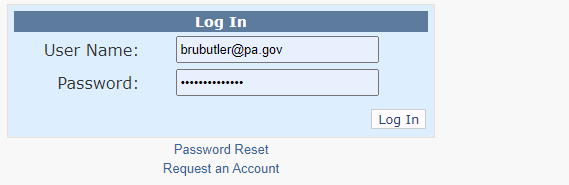 Log In
User Name: brubutler@pa.gov
Password: ••••••••••••••
Log In
Password Reset
Request an Account